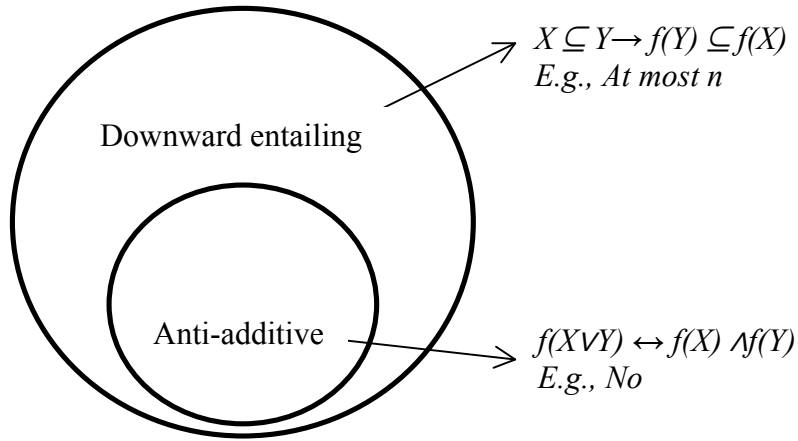 X ⊆ Y→ f(Y) ⊆ f(X)
E.g., At most n
Downward entailing
Anti-additive
f(X∨Y) ↔ f(X) ∧f(Y)
E.g., No